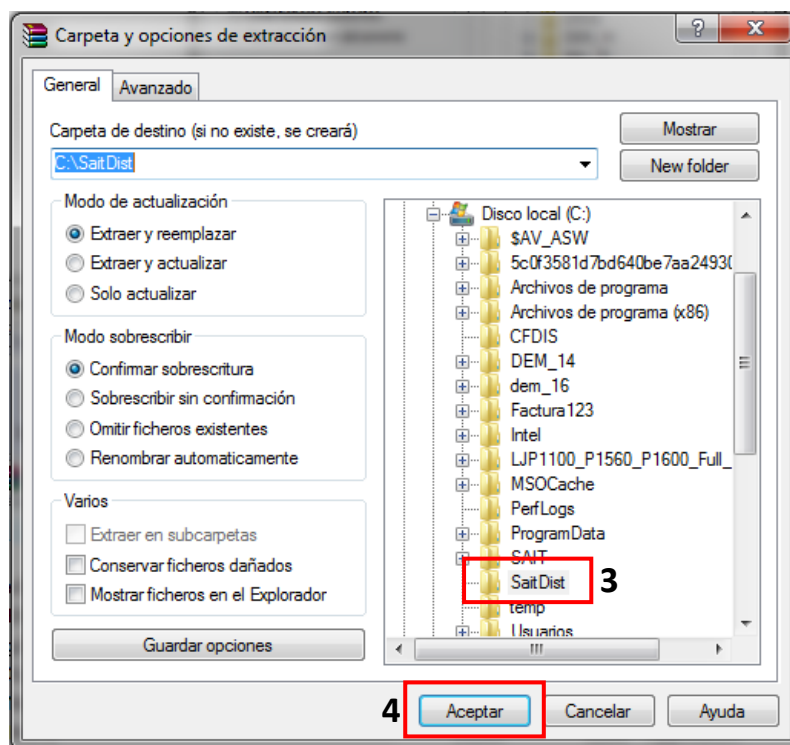 Carpeta y opciones de extracción
General Avanzado
Carpeta de destino (si no existe, se creará)
Mostrar
C:\SaitDist
New folder
Modo de actualización
Extraer y reemplazar
Extraer y actualizar
Solo actualizar
Modo sobrescribir
Confirmar sobrescritura
Sobrescribir sin confirmación
Omitir ficheros existentes
Renombrar automaticamente
Varios
Extraer en subcarpetas
Conservar ficheros dañados
Mostrar ficheros en el Explorador
Guardar opciones
Disco local (C:)
$AV_ASW
5c0f3581d7bd640be7aa24930
Archivos de programa
Archivos de programa (x86)
CFDIS
DEM_14
dem_16
Factura123
Intel
LJP1100_P1560_P1600_Full_
MSOCache
PerfLogs
ProgramData
SAIT
SaitDist 3
temp
Usuarios
4 Aceptar Cancelar Ayuda